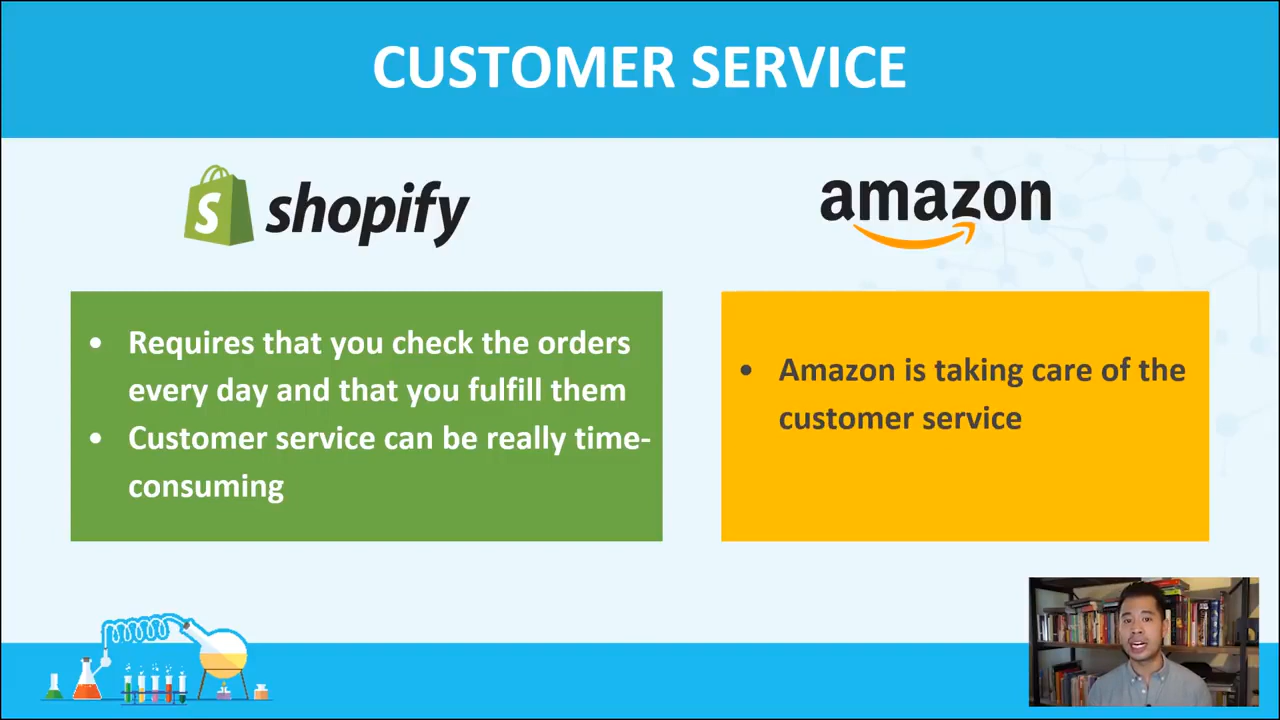 CUSTOMER SERVICE
shopify
amazon
• Requires that you check the orders
every day and that you fulfill them
• Customer service can be really time-
consuming
• Amazon is taking care of the
customer service